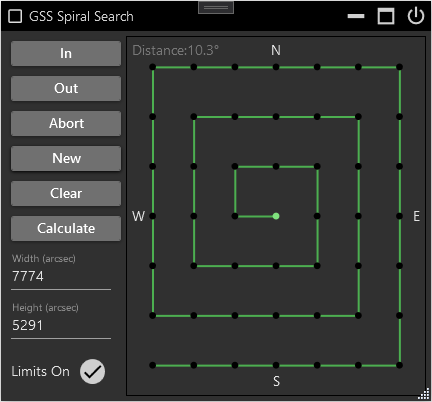 GSS Spiral Search
In
Out
Abort
New
Clear
Calculate
Width (arcsec)
7774
Height (arcsec)
5291
Limits On
Distance:10.3°
N
W
E
S